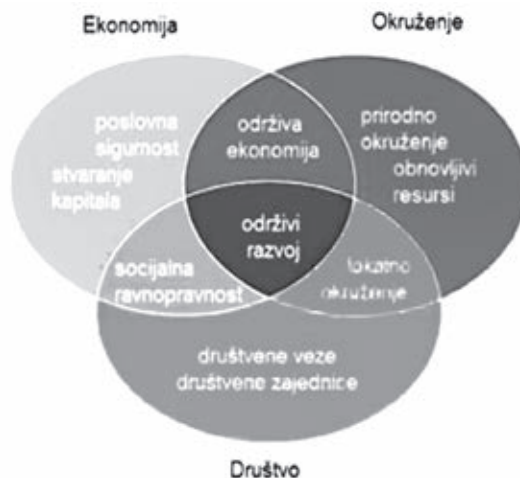 Ekonomija
Okruženje
poslovna
sigurnost
stvaranje
kapitala
održiva
ekonomija
prirodno
okruženje
obnovljivi
resursi
održivi
razvoj
socijalna
ravnopravnost
lokalno
okruženje
društvene veze
društvene zajednice
Društvo